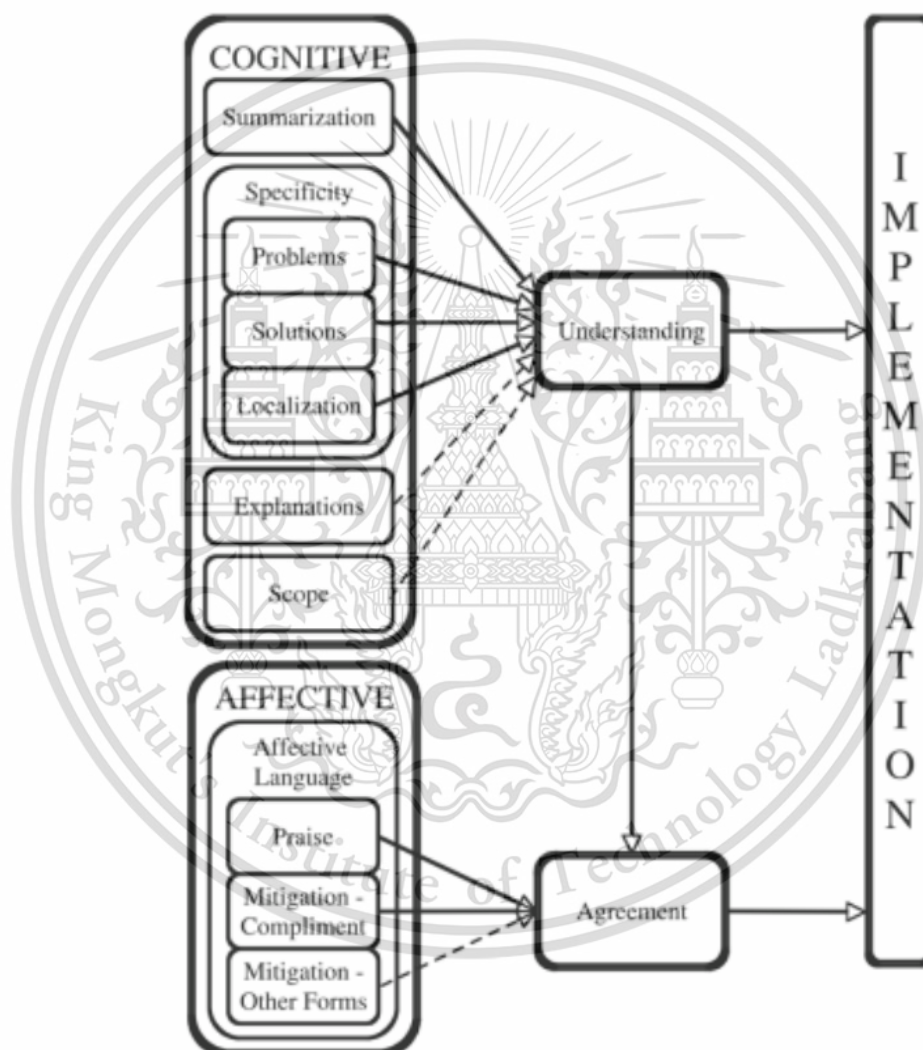 COGNITIVE
Summarization
Specificity
Problems
Solutions
Localization
Explanations
Scope
AFFECTIVE
Affective
Language
Praise
Mitigation -
Compliment
Mitigation -
Other Forms
Understanding
Agreement
IMPLEMENTATION
King Mongkut's Institute of Technology Ladkrabang